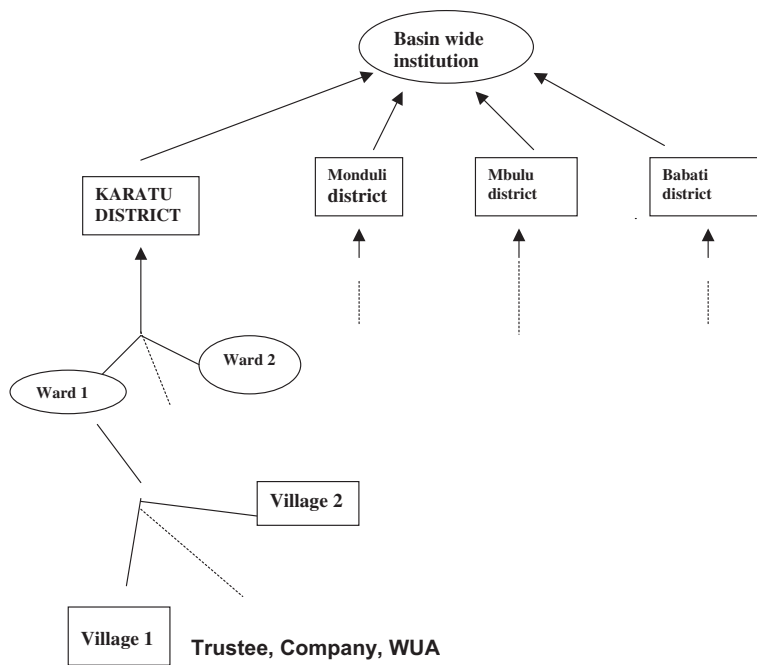 Basin wide
institution
KARATU
DISTRICT
Monduli
district
Mbulu
district
Babati
district
Ward 2
Ward 1
Village 2
Village 1
Trustee, Company, WUA